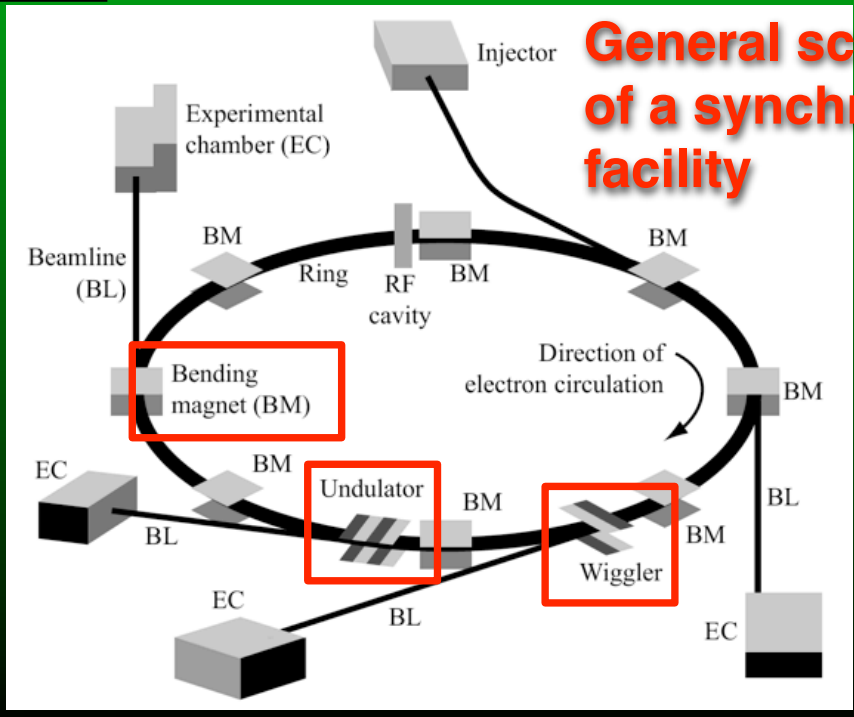 General sc
of a synchr
facility
Injector
Experimental
chamber (EC)
Beamline
(BL)
BM
Ring
RF
cavity
BM
BM
Direction of
electron circulation
Bending
magnet (BM)
BM
EC
BL
BM
Undulator
BM
Wiggler
BM
BL
EC
BL
EC